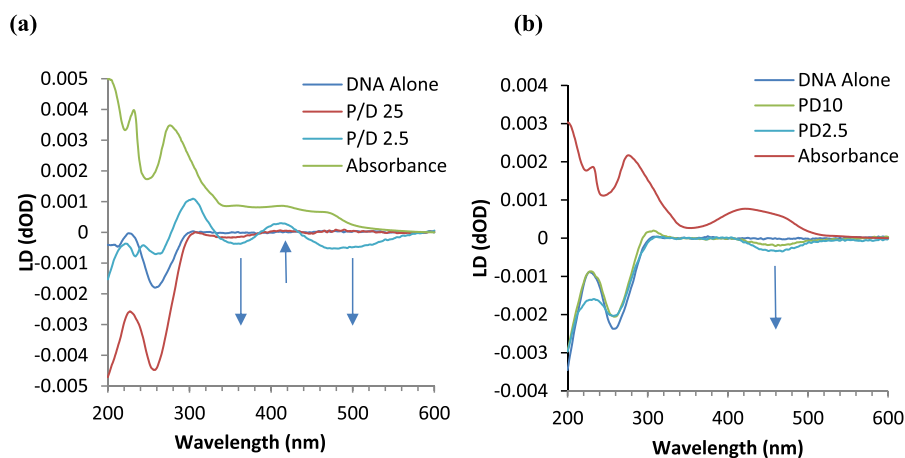 (a)
LD (dOD)
0.005
0.004
0.003
0.002
0.001
0
-0.001
-0.002
-0.003
-0.004
-0.005
200 300 400 500 600
Wavelength (nm)
DNA Alone
P/D 25
P/D 2.5
Absorbance
(b)
LD (dOD)
0.004
0.003
0.002
0.001
0
-0.001
-0.002
-0.003
-0.004
200 300 400 500 600
Wavelength (nm)
DNA Alone
PD10
PD2.5
Absorbance